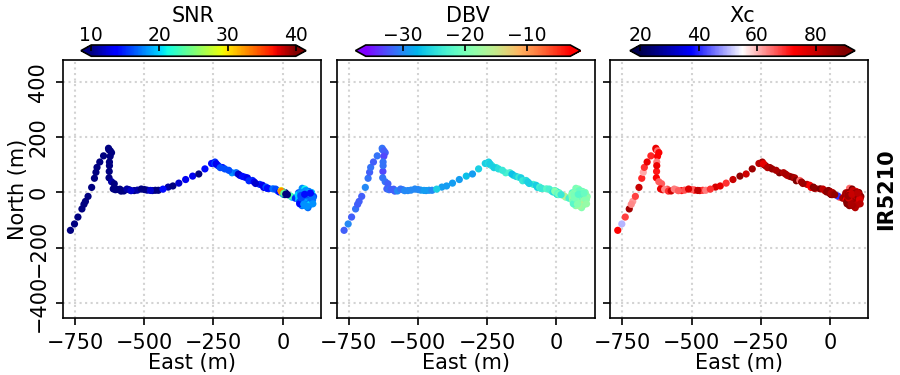 SNR DBV Xc
10 20 30 40 −30 −20 −10 20 40 60 80
400
200
0
−200
−400
North (m)
IR5210
−750 −500 −250 0 −750 −500 −250 0 −750 −500 −250 0
East (m) East (m) East (m)